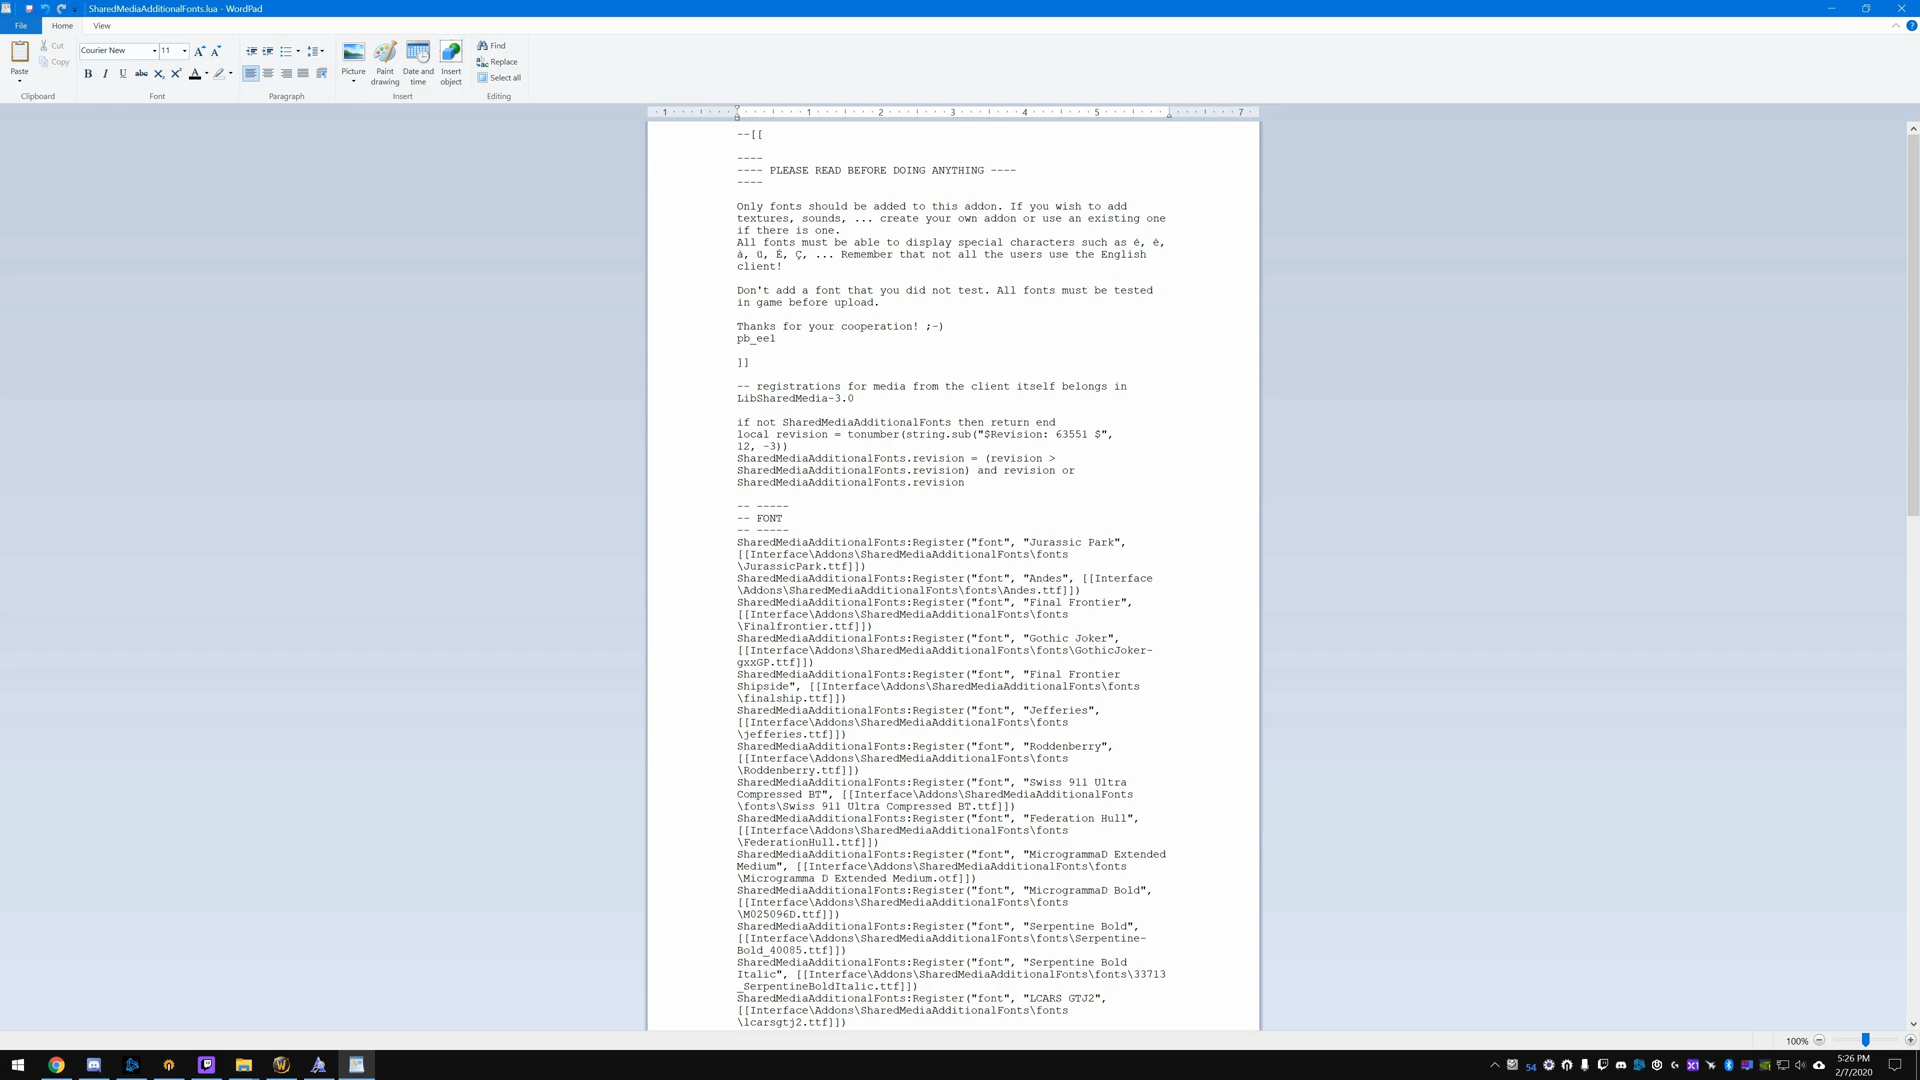 SharedMediaAdditionalFonts.lua - WordPad
File Home View
Paste
Cut
Copy
Clipboard
Courier New 11
B I U abc X X A
Font
Paragraph
Picture
Paint drawing
Date and time
Insert object
Insert
Find
Replace
Select all
Editing
1 1 2 3 4 5 7
--[[
----
---- PLEASE READ BEFORE DOING ANYTHING ----
----
Only fonts should be added to this addon. If you wish to add
textures, sounds, ... create your own addon or use an existing one
if there is one.
All fonts must be able to display special characters such as é, è,
à, û, É, Ç, ... Remember that not all the users use the English
client!
Don't add a font that you did not test. All fonts must be tested
in game before upload.
Thanks for your cooperation! ;-)
pb_ee1
]]
-- registrations for media from the client itself belongs in
LibSharedMedia-3.0
if not SharedMediaAdditionalFonts then return end
local revision = tonumber(string.sub("$Revision: 63551 $",
12, -3))
SharedMediaAdditionalFonts.revision = (revision >
SharedMediaAdditionalFonts.revision) and revision or
SharedMediaAdditionalFonts.revision
-- -----
-- FONT
-- -----
SharedMediaAdditionalFonts:Register("font", "Jurassic Park",
[[Interface\Addons\SharedMediaAdditionalFonts\fonts
\JurassicPark.ttf]])
SharedMediaAdditionalFonts:Register("font", "Andes", [[Interface
\Addons\SharedMediaAdditionalFonts\fonts\Andes.ttf]])
SharedMediaAdditionalFonts:Register("font", "Final Frontier",
[[Interface\Addons\SharedMediaAdditionalFonts\fonts
\Finalfrontier.ttf]])
SharedMediaAdditionalFonts:Register("font", "Gothic Joker",
[[Interface\Addons\SharedMediaAdditionalFonts\fonts\GothicJoker-
gxxGP.ttf]])
SharedMediaAdditionalFonts:Register("font", "Final Frontier
Shipside", [[Interface\Addons\SharedMediaAdditionalFonts\fonts
\finalship.ttf]])
SharedMediaAdditionalFonts:Register("font", "Jefferies",
[[Interface\Addons\SharedMediaAdditionalFonts\fonts
\jefferies.ttf]])
SharedMediaAdditionalFonts:Register("font", "Roddenberry",
[[Interface\Addons\SharedMediaAdditionalFonts\fonts
\Roddenberry.ttf]])
SharedMediaAdditionalFonts:Register("font", "Swiss 911 Ultra
Compressed BT", [[Interface\Addons\SharedMediaAdditionalFonts
\fonts\Swiss 911 Ultra Compressed BT.ttf]])
SharedMediaAdditionalFonts:Register("font", "Federation Hull",
[[Interface\Addons\SharedMediaAdditionalFonts\fonts
\FederationHull.ttf]])
SharedMediaAdditionalFonts:Register("font", "MicrogrammaD Extended
Medium", [[Interface\Addons\SharedMediaAdditionalFonts\fonts
\Microgramma D Extended Medium.otf]])
SharedMediaAdditionalFonts:Register("font", "MicrogrammaD Bold",
[[Interface\Addons\SharedMediaAdditionalFonts\fonts
\M025096D.ttf]])
SharedMediaAdditionalFonts:Register("font", "Serpentine Bold",
[[Interface\Addons\SharedMediaAdditionalFonts\fonts\Serpentine-
Bold_40085.ttf]])
SharedMediaAdditionalFonts:Register("font", "Serpentine Bold
Italic", [[Interface\Addons\SharedMediaAdditionalFonts\fonts\33713
_SerpentineBoldItalic.ttf]])
SharedMediaAdditionalFonts:Register("font", "LCARS GTJ2",
[[Interface\Addons\SharedMediaAdditionalFonts\fonts
\lcarsgtj2.ttf]])
100%
54
5:26 PM
2/7/2020